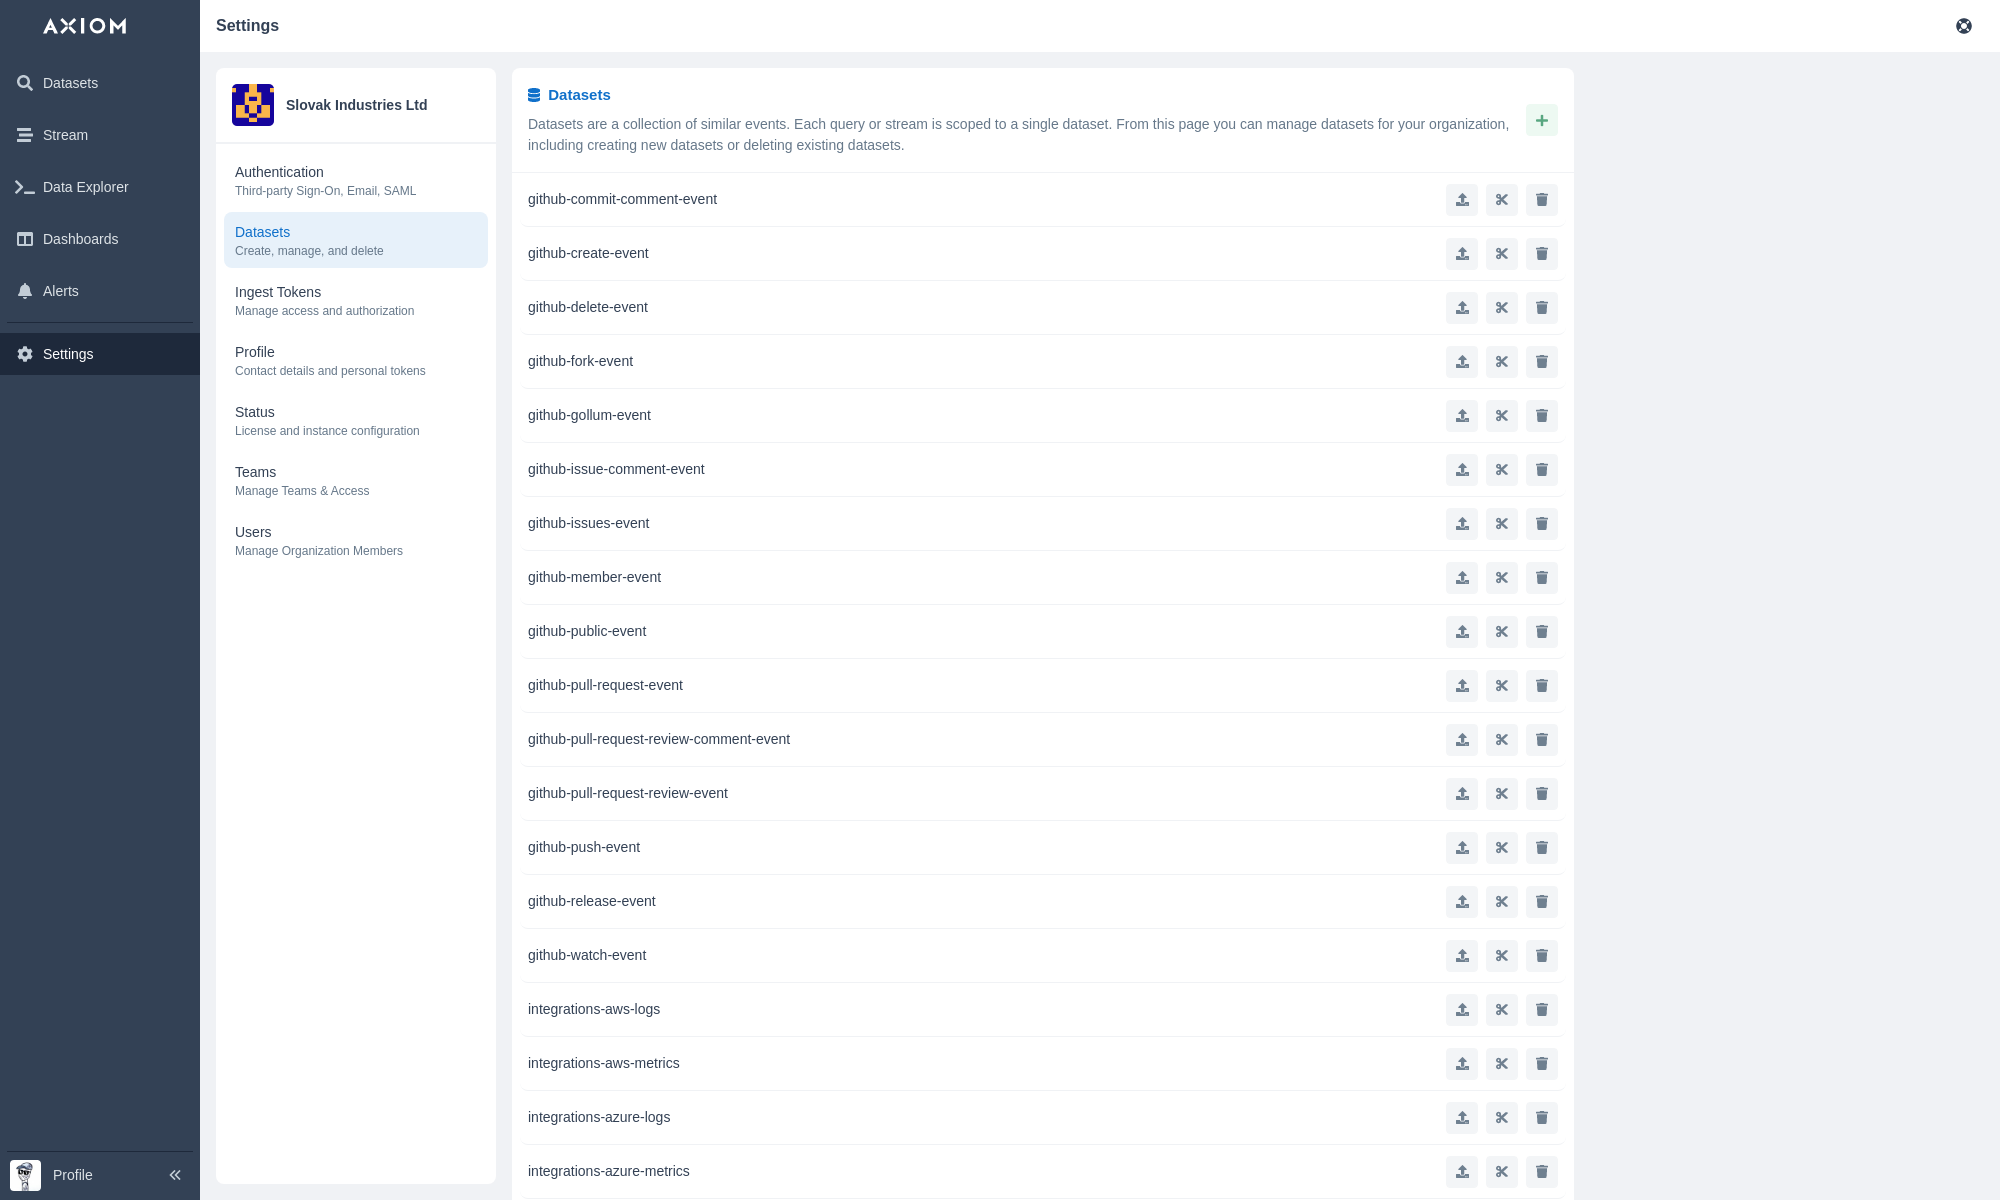 AXIOM
Settings
Datasets
Stream
Data Explorer
Dashboards
Alerts
Settings
Profile
Slovak Industries Ltd
Authentication
Third-party Sign-On, Email, SAML
Datasets
Create, manage, and delete
Ingest Tokens
Manage access and authorization
Profile
Contact details and personal tokens
Status
License and instance configuration
Teams
Manage Teams & Access
Users
Manage Organization Members
Datasets
Datasets are a collection of similar events. Each query or stream is scoped to a single dataset. From this page you can manage datasets for your organization,
including creating new datasets or deleting existing datasets.
github-commit-comment-event
github-create-event
github-delete-event
github-fork-event
github-gollum-event
github-issue-comment-event
github-issues-event
github-member-event
github-public-event
github-pull-request-event
github-pull-request-review-comment-event
github-pull-request-review-event
github-push-event
github-release-event
github-watch-event
integrations-aws-logs
integrations-aws-metrics
integrations-azure-logs
integrations-azure-metrics